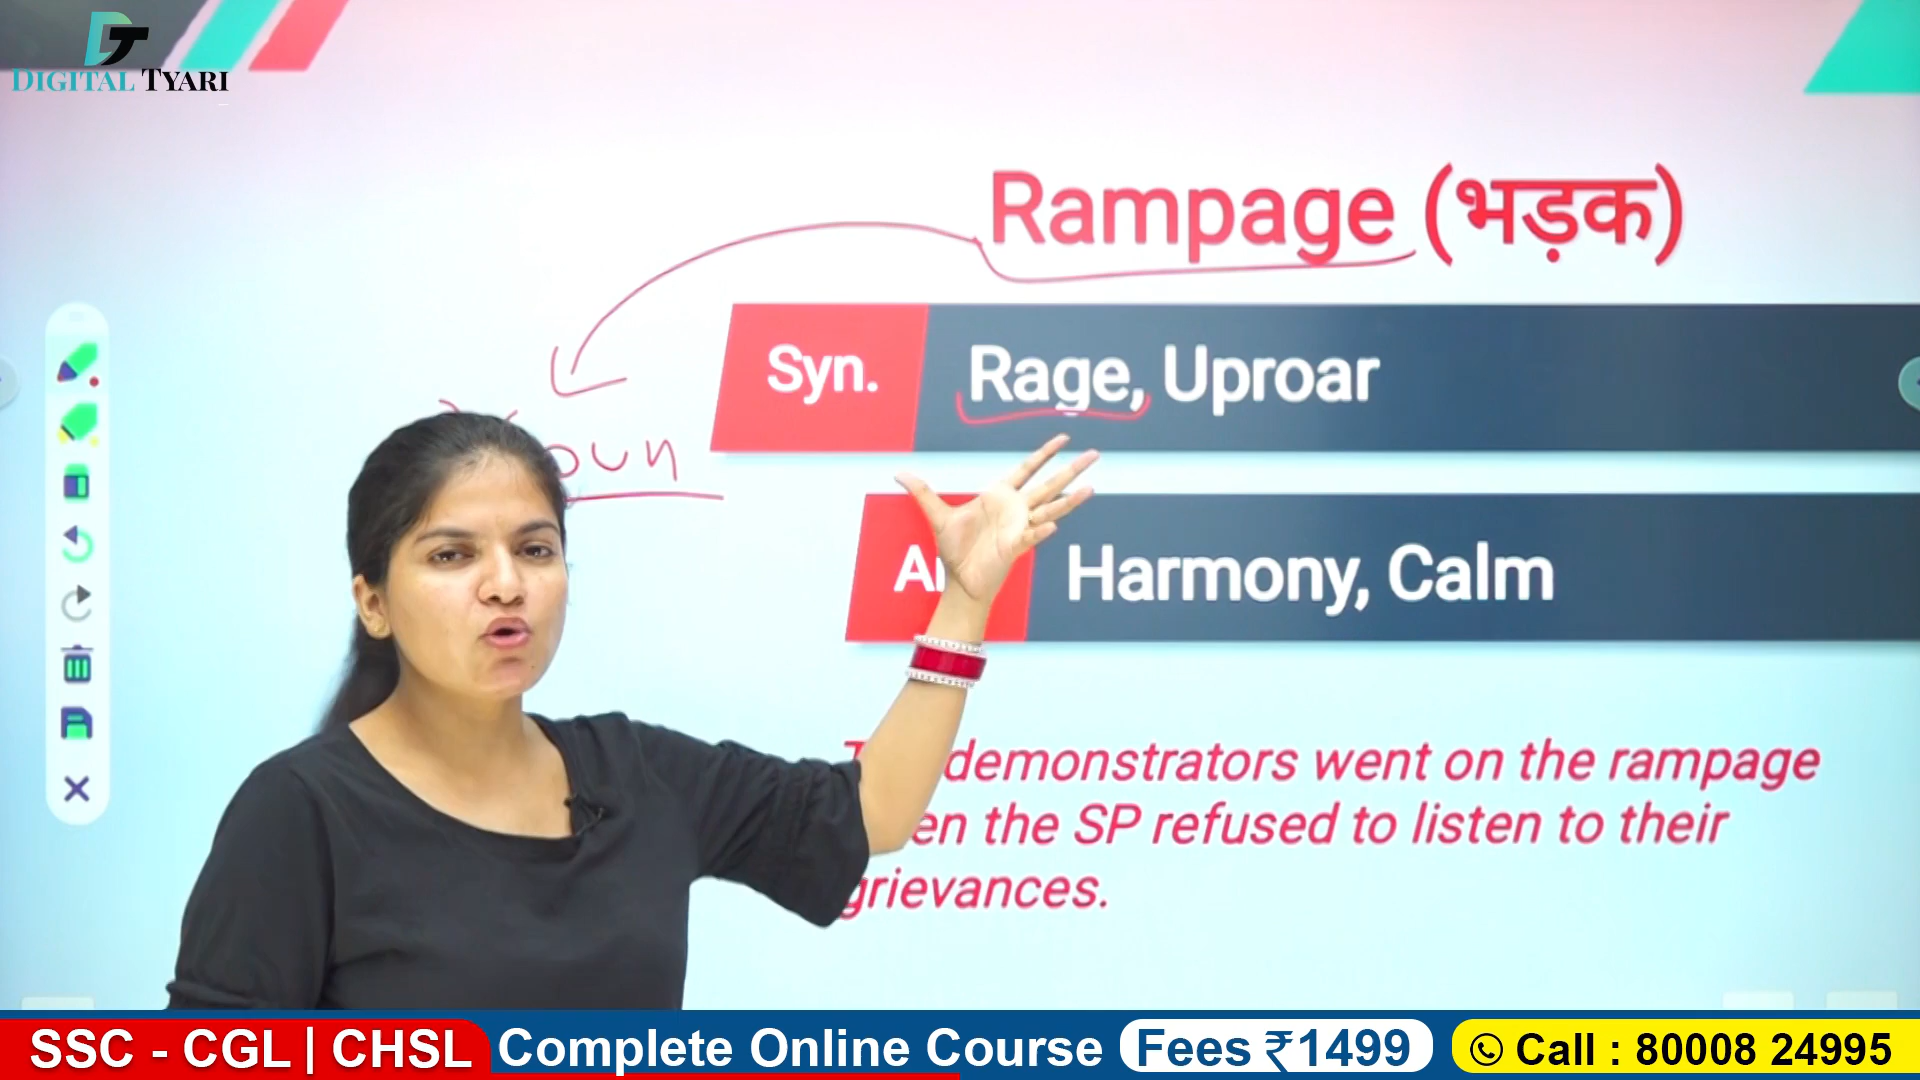 DIGITAL TYARI
Rampage (भड़क)
Syn.
Rage, Uproar
Harmony, Calm
demonstrators went on the rampage
the SP refused to listen to their
grievances.
SSC - CGL | CHSL
Complete Online Course
Fees ₹1499
Call : 80008 24995